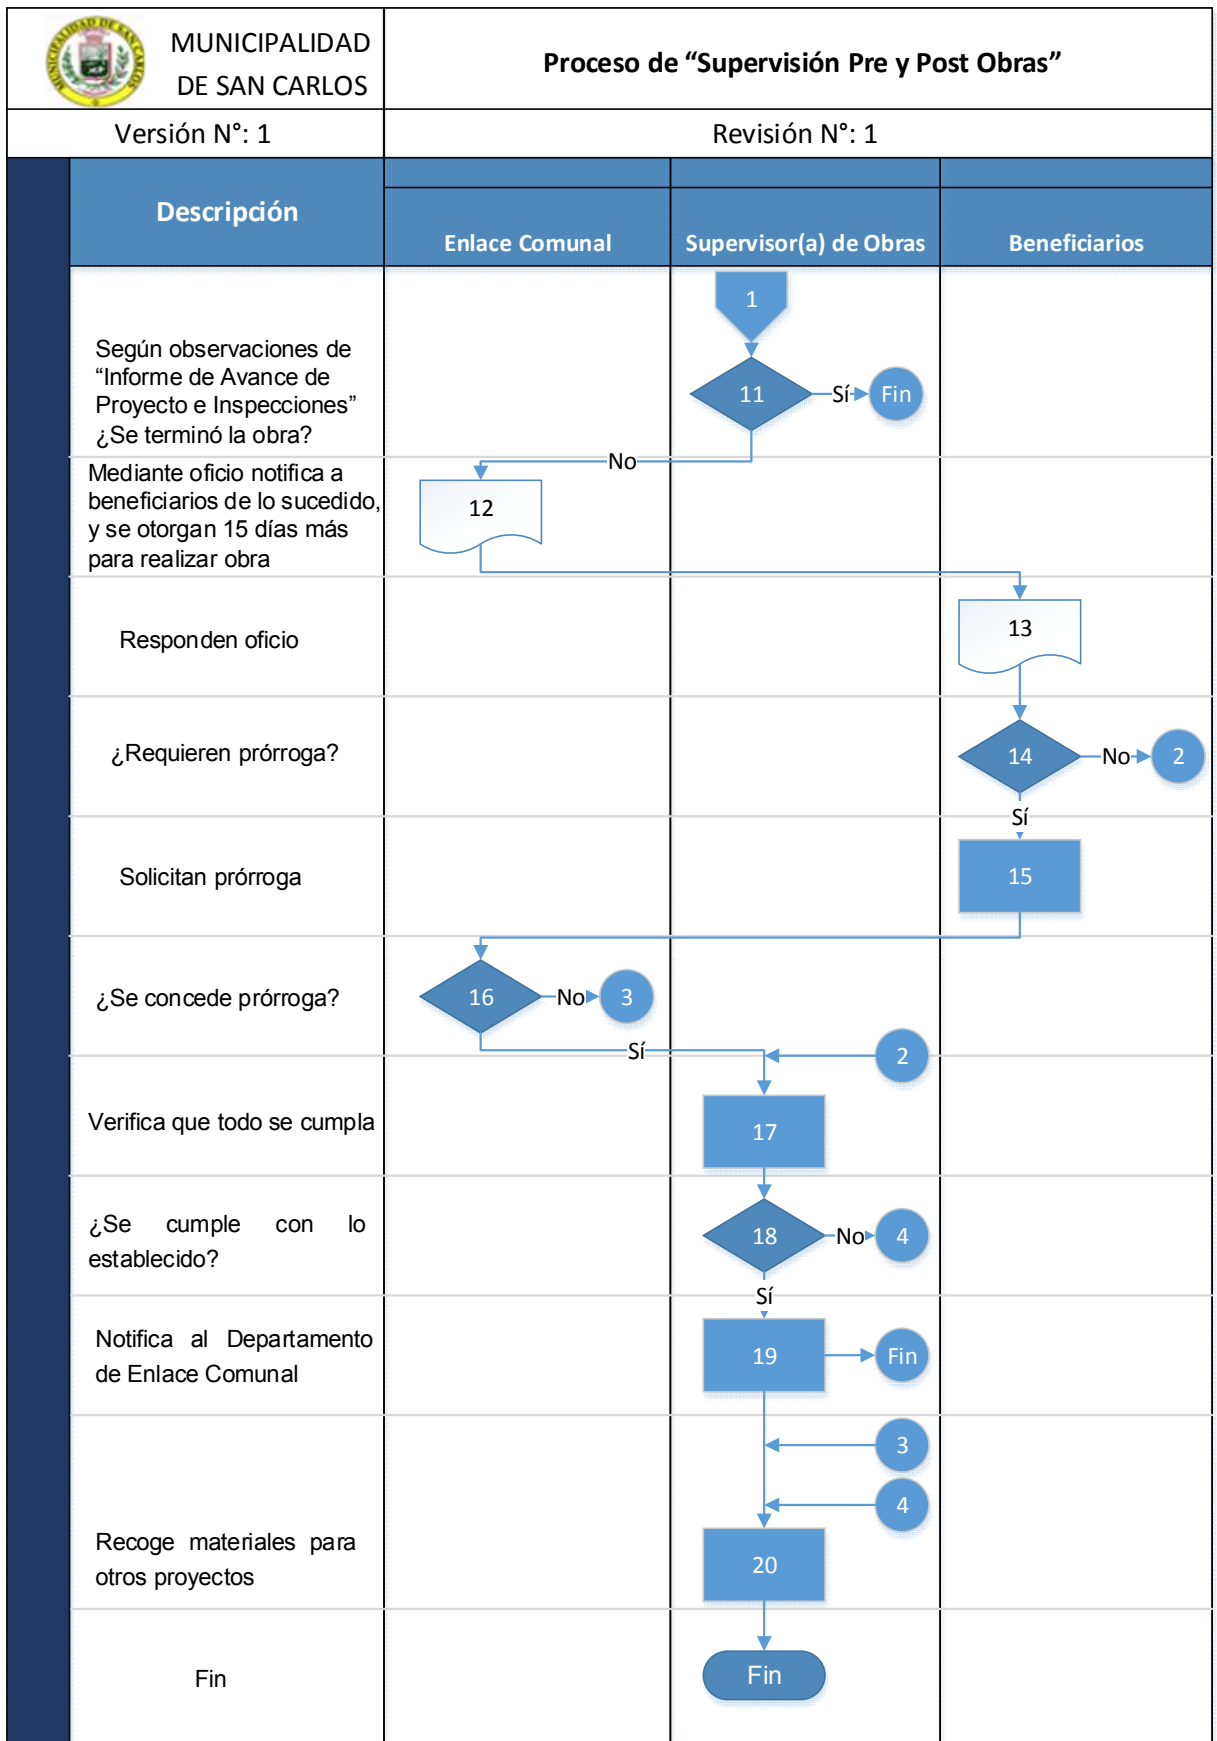 MUNICIPALIDAD DE SAN CARLOS
MUNICIPALIDAD
DE SAN CARLOS
Proceso de “Supervisión Pre y Post Obras”
Versión N°: 1
Revisión N°: 1
Descripción
Enlace Comunal
Supervisor(a) de Obras
Beneficiarios
1
Según observaciones de
“Informe de Avance de
Proyecto e Inspecciones”
¿Se terminó la obra?
11
Sí
Fin
No
Mediante oficio notifica a
beneficiarios de lo sucedido,
y se otorgan 15 días más
para realizar obra
12
Responden oficio
13
¿Requieren prórroga?
14
No
2
Sí
Solicitan prórroga
15
¿Se concede prórroga?
16
No
3
Sí
2
Verifica que todo se cumpla
17
¿Se cumple con lo
establecido?
18
No
4
Sí
Notifica al Departamento
de Enlace Comunal
19
Fin
3
4
Recoge materiales para
otros proyectos
20
Fin
Fin